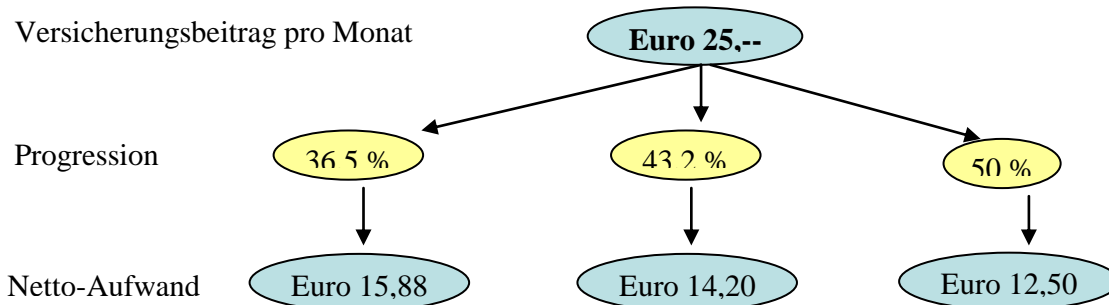 Versicherungsbeitrag pro Monat Euro 25,--
Progression 36,5 % 43,2 % 50 %
Netto-Aufwand Euro 15,88 Euro 14,20 Euro 12,50